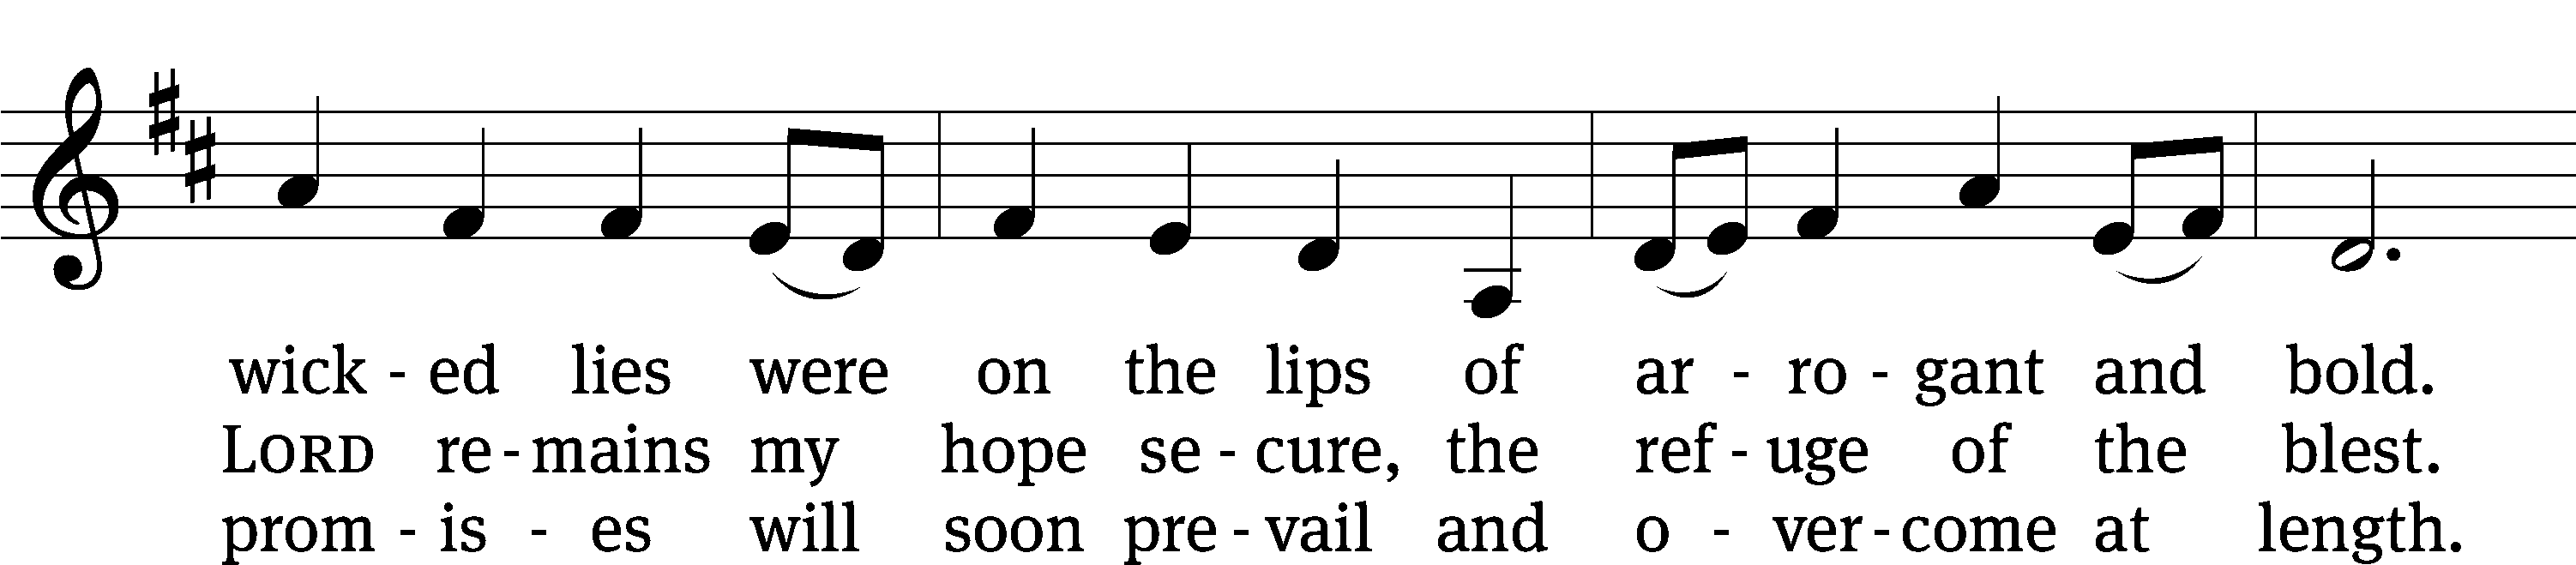 wick - ed lies were on the lips of ar - ro - gant and bold.
LORD re - mains my hope se - cure, the ref - uge of the blest.
prom - is - es will soon pre - vail and o - ver - come at length.